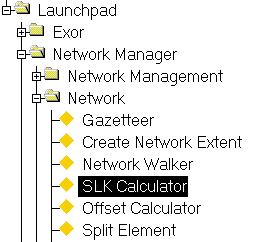 Launchpad
Exor
Network Manager
Network Management
Network
Gazetteer
Create Network Extent
Network Walker
SLK Calculator
Offset Calculator
Split Element